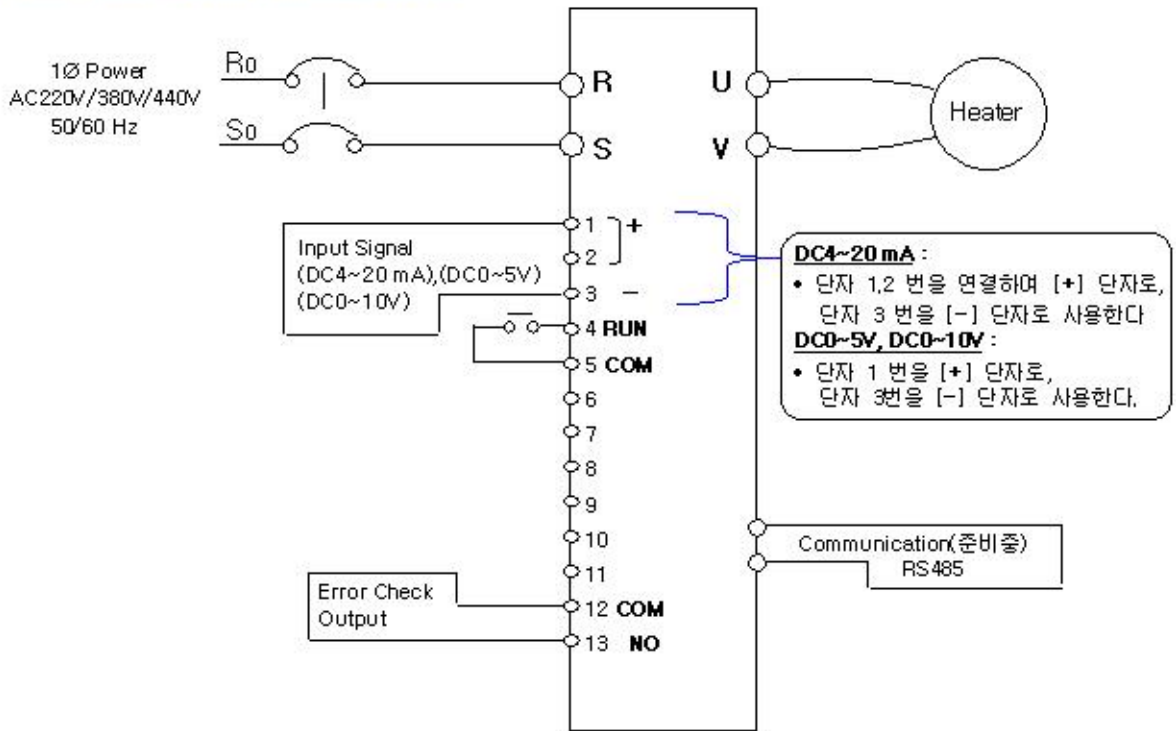 1Ø Power
AC220V/380V/440V
50/60 Hz
Ro
So
R
S
U
V
Heater
Input Signal
(DC4~20 mA),(DC0~5V)
(DC0~10V)
1
+
2
3 -
4 RUN
5 COM
6
7
8
9
10
11
12 COM
13 NO
Error Check
Output
DC4~20 mA :
• 단자 1,2 번을 연결하여 [+] 단자로,
단자 3 번을 [-] 단자로 사용한다
DC0~5V, DC0~10V :
• 단자 1 번을 [+] 단자로,
단자 3번을 [-] 단자로 사용한다.
Communication(준비중)
RS485